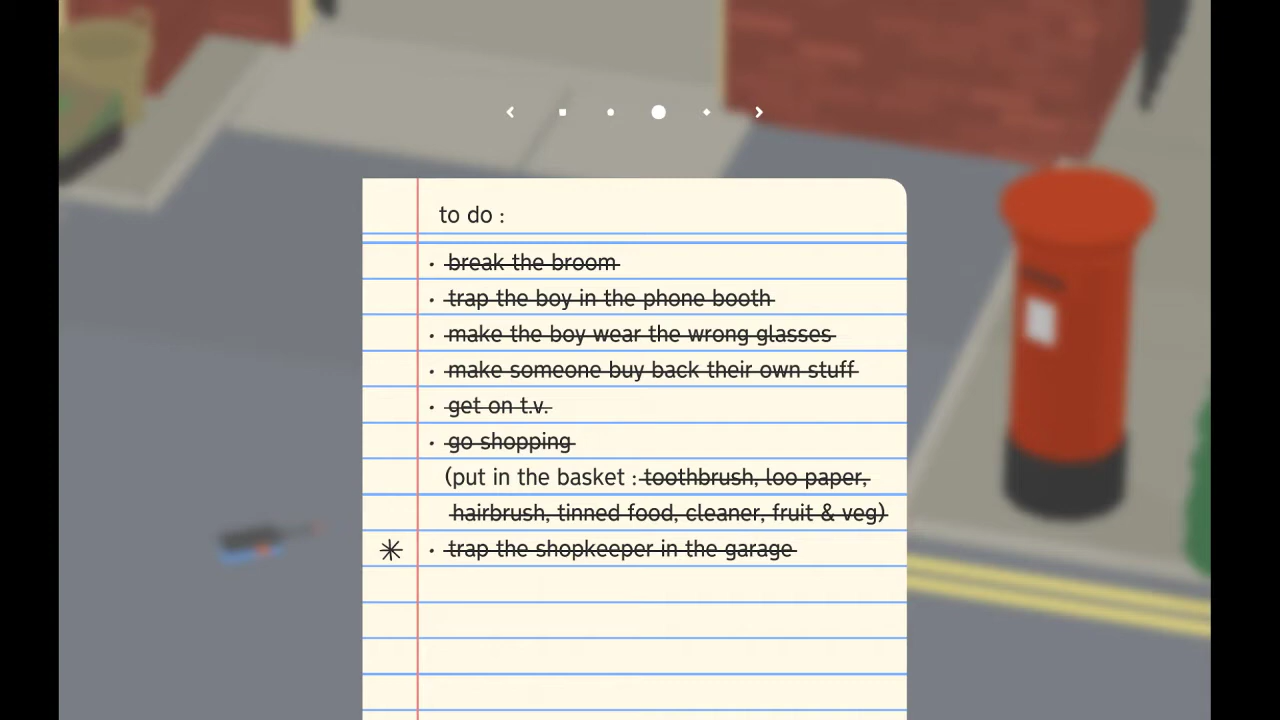 to do :
· break the broom
· trap the boy in the phone booth
· make the boy wear the wrong glasses
· make someone buy back their own stuff
· get on t.v.
· go shopping
(put in the basket : toothbrush, loo paper,
hairbrush, tinned food, cleaner, fruit & veg)
· trap the shopkeeper in the garage